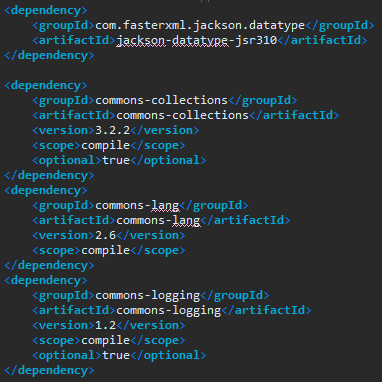 <dependency>
<groupId>com.fasterxml.jackson.datatype</groupId>
<artifactId>jackson-datatype-jsr310</artifactId>
</dependency>
<dependency>
<groupId>commons-collections</groupId>
<artifactId>commons-collections</artifactId>
<version>3.2.2</version>
<scope>compile</scope>
<optional>true</optional>
</dependency>
<dependency>
<groupId>commons-lang</groupId>
<artifactId>commons-lang</artifactId>
<version>2.6</version>
<scope>compile</scope>
</dependency>
<dependency>
<groupId>commons-logging</groupId>
<artifactId>commons-logging</artifactId>
<version>1.2</version>
<scope>compile</scope>
<optional>true</optional>
</dependency>